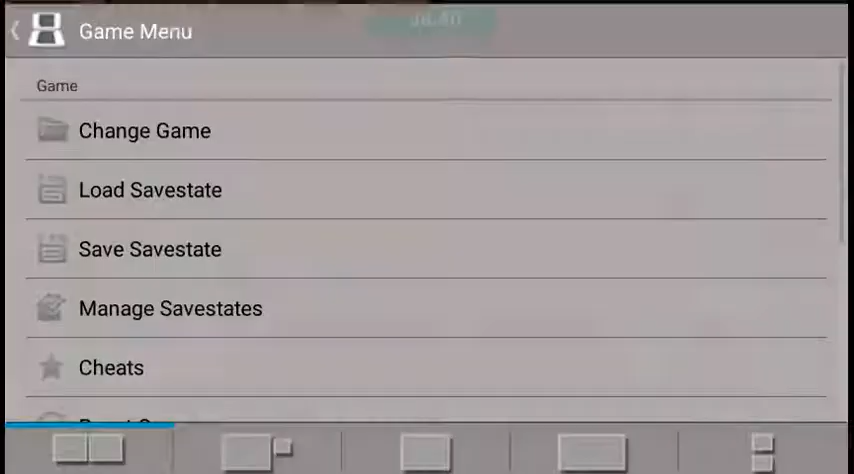 Game Menu
Game
Change Game
Load Savestate
Save Savestate
Manage Savestates
Cheats